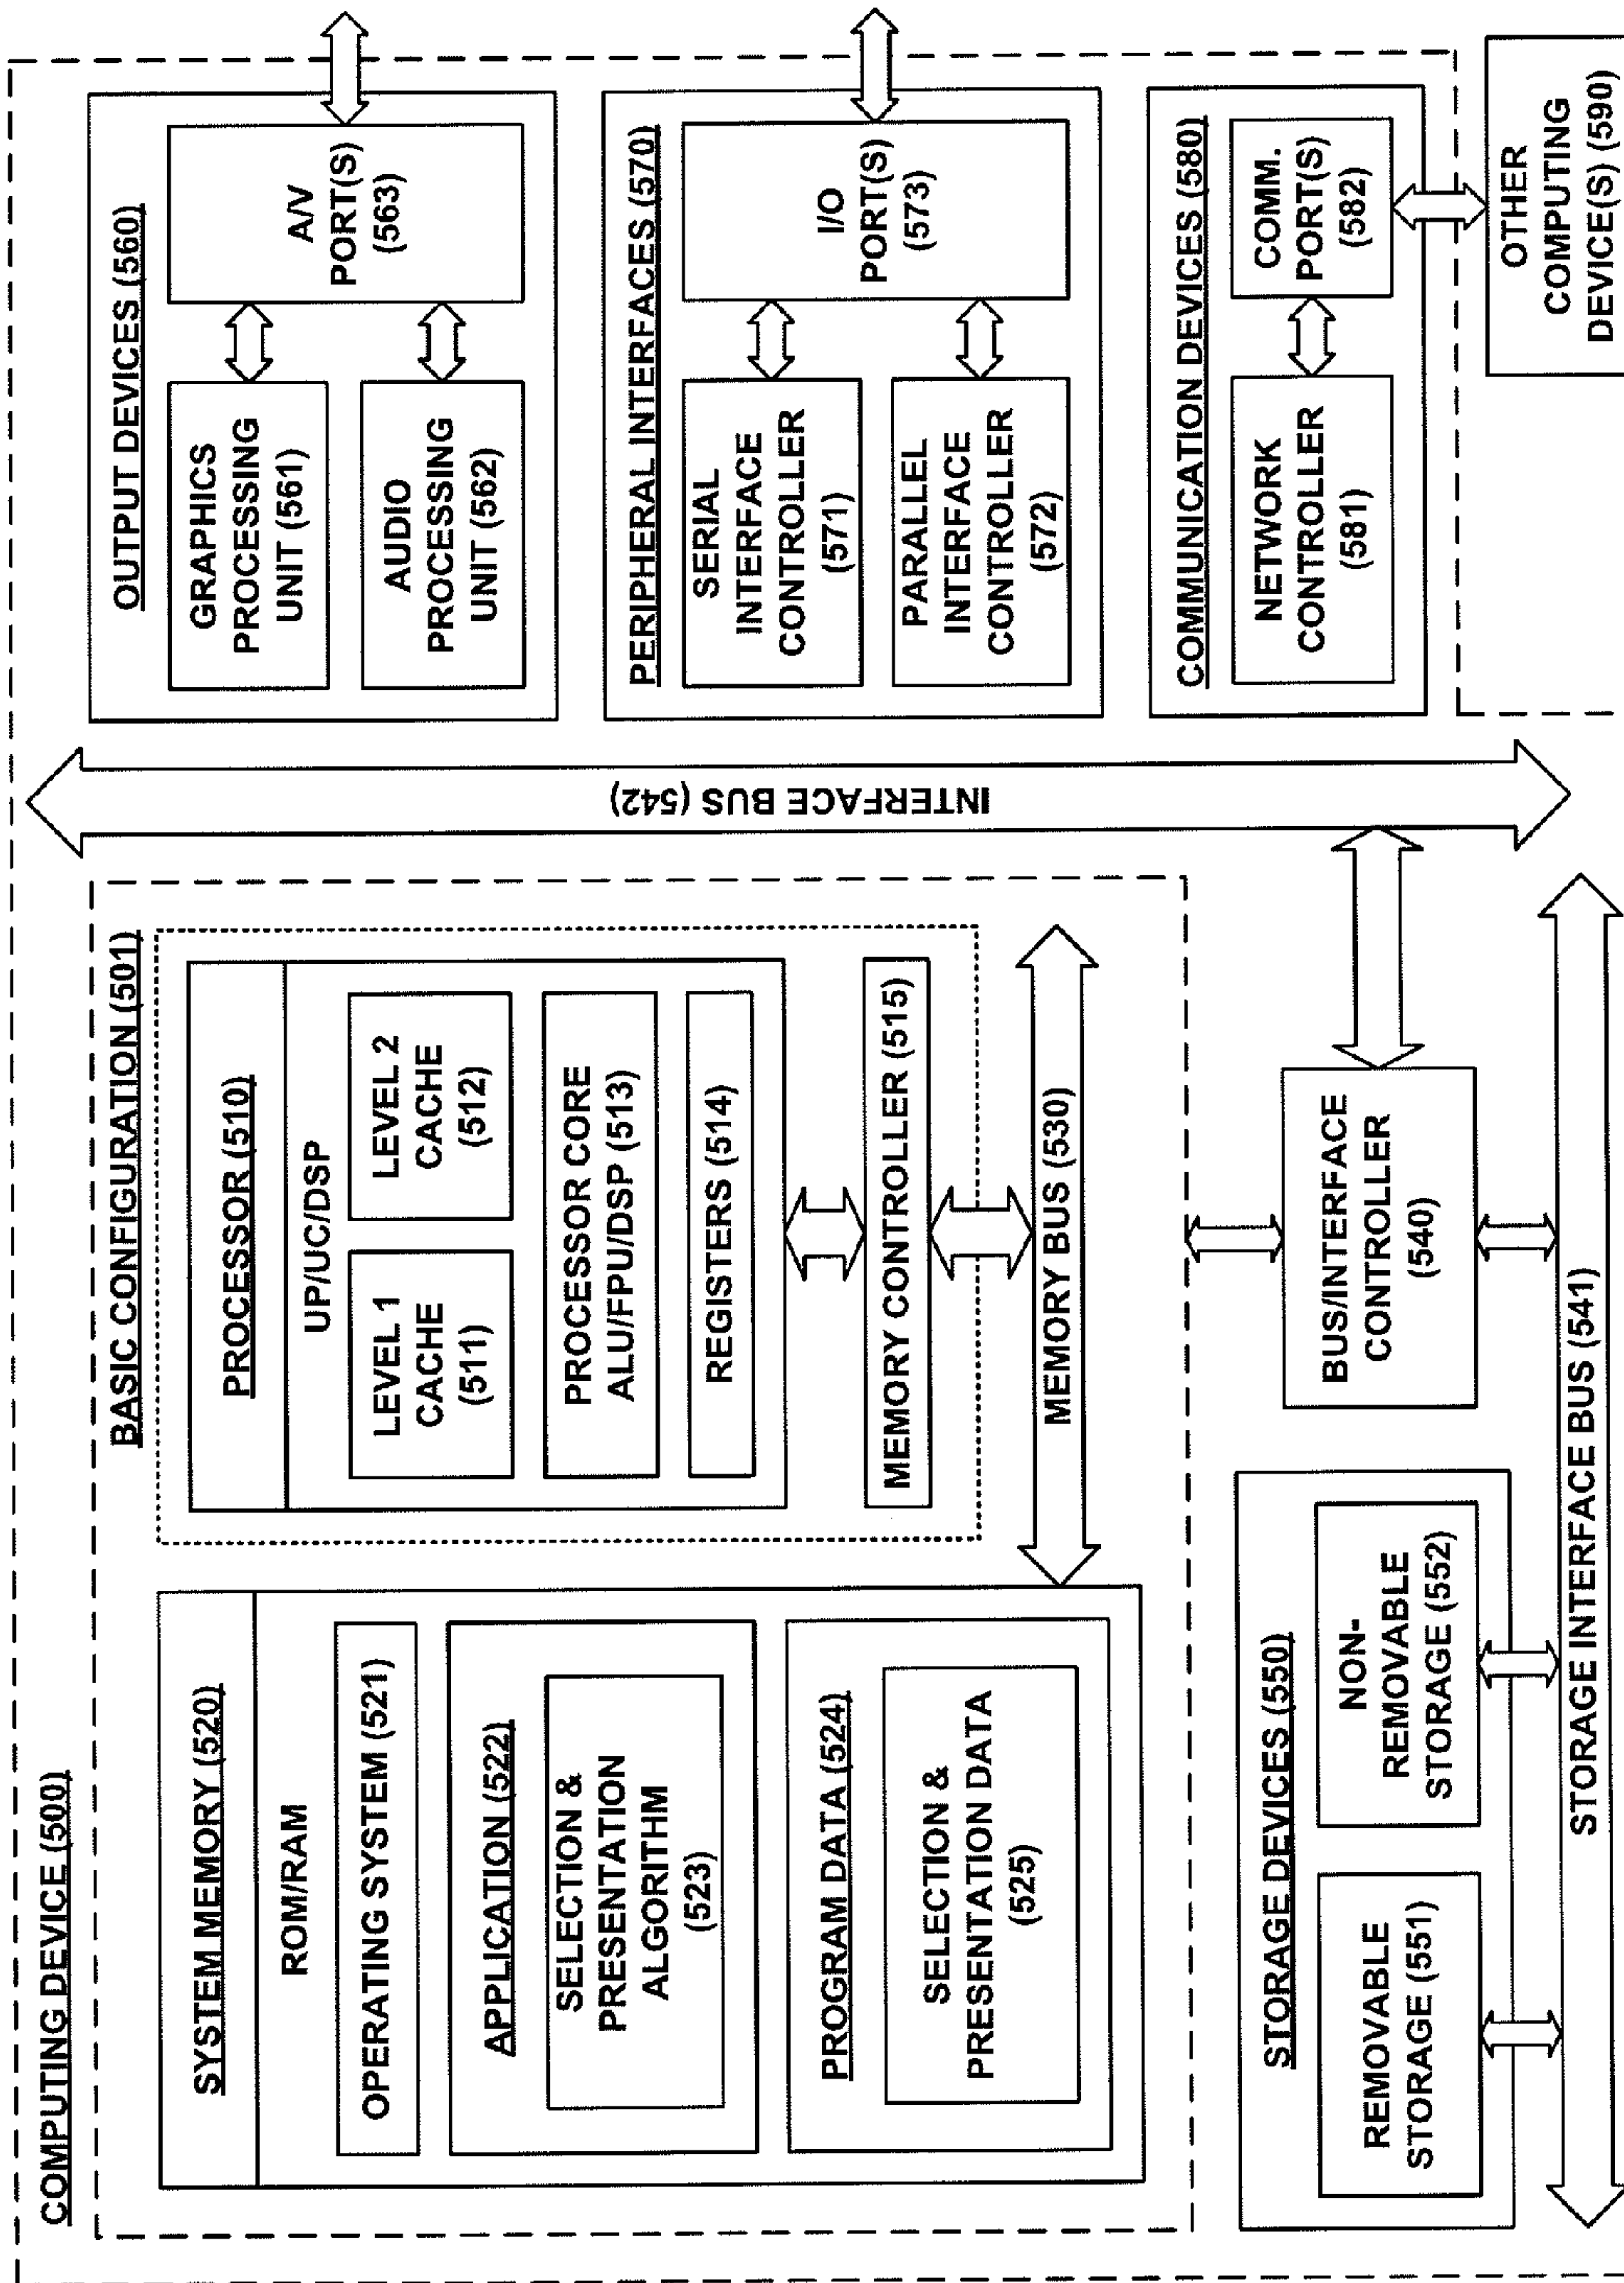 COMPUTING DEVICE (500)
BASIC CONFIGURATION (501)
SYSTEM MEMORY (520)
ROM/RAM
OPERATING SYSTEM (521)
APPLICATION (522)
SELECTION &
PRESENTATION
ALGORITHM
(523)
PROGRAM DATA (524)
SELECTION &
PRESENTATION DATA
(525)
PROCESSOR (510)
UP/UC/DSP
LEVEL 1
CACHE
(511)
LEVEL 2
CACHE
(512)
PROCESSOR CORE
ALU/FPU/DSP (513)
REGISTERS (514)
MEMORY CONTROLLER (515)
MEMORY BUS (530)
BUS/INTERFACE
CONTROLLER
(540)
STORAGE DEVICES (550)
REMOVABLE
STORAGE (551)
NON-
REMOVABLE
STORAGE (552)
STORAGE INTERFACE BUS (541)
INTERFACE BUS (542)
OUTPUT DEVICES (560)
GRAPHICS
PROCESSING
UNIT (561)
AUDIO
PROCESSING
UNIT (562)
A/V
PORT(S)
(563)
PERIPHERAL INTERFACES (570)
SERIAL
INTERFACE
CONTROLLER
(571)
PARALLEL
INTERFACE
CONTROLLER
(572)
I/O
PORT(S)
(573)
COMMUNICATION DEVICES (580)
NETWORK
CONTROLLER
(581)
COMM.
PORT(S)
(582)
OTHER
COMPUTING
DEVICE(S) (590)